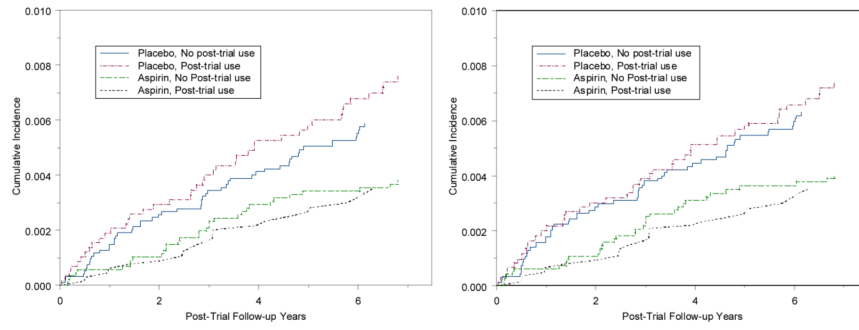 0.010
0.008
0.006
0.004
0.002
0.000
Cumulative Incidence
Placebo, No post-trial use
Placebo, Post-trial use
Aspirin, No Post-trial use
Aspirin, Post-trial use
0 2 4 6
Post-Trial Follow-up Years
0.010
0.008
0.006
0.004
0.002
0.000
Cumulative Incidence
Placebo, No post-trial use
Placebo, Post-trial use
Aspirin, No Post-trial use
Aspirin, Post-trial use
0 2 4 6
Post-Trial Follow-up Years